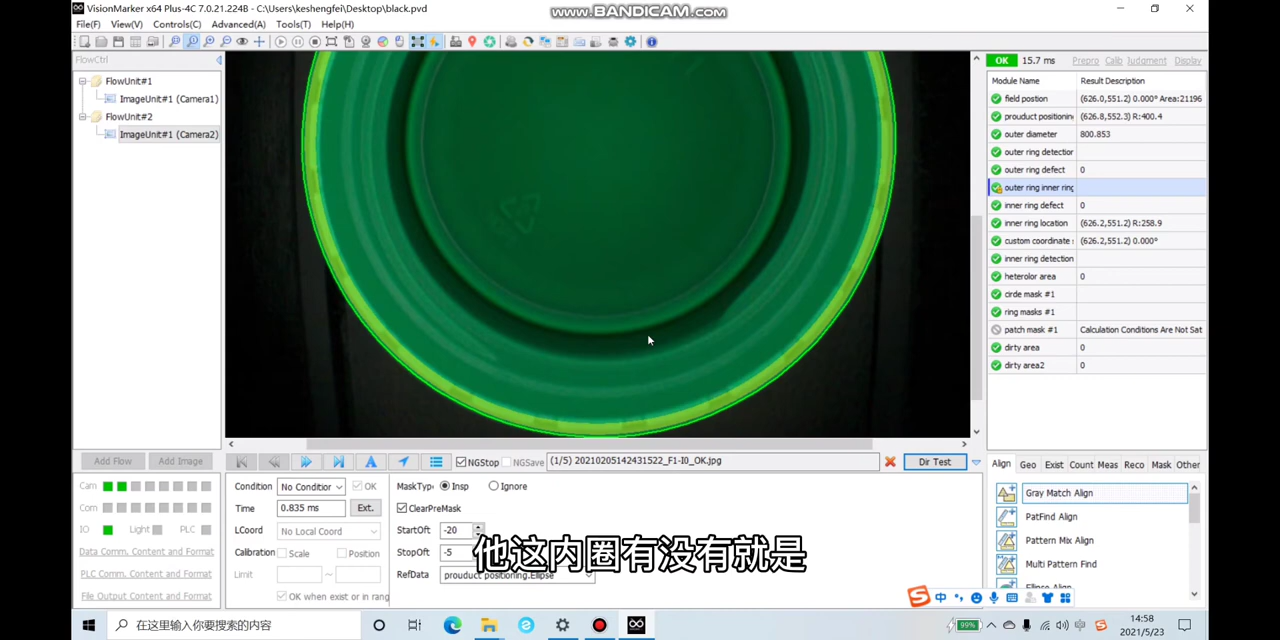 VisionMarker x64 Plus-4C 7.0.21.224B - C:\Users\keshengfei\Desktop\black.pvd
www.BANDICAM.com
File(F) View(V) Controls(C) Advanced(A) Tools(T) Help(H)
FlowCtrl
FlowUnit#1
ImageUnit#1 (Camera1)
FlowUnit#2
ImageUnit#1 (Camera2)
OK 15.7 ms Prepro Calib Judgment Display
Module Name Result Description
field postion (626.0,551.2) 0.000° Area:21196
prouduct positioning (626.8,552.3) R:400.4
outer diameter 800.853
outer ring detection
outer ring defect 0
outer ring inner ring
inner ring defect 0
inner ring location (626.2,551.2) R:258.9
custom coordinate s (626.2,551.2) 0.000°
inner ring detection
heterolor area 0
cirde mask #1
ring masks #1
patch mask #1 Calculation Conditions Are Not Sat
dirty area 0
dirty area2 0
Add Flow Add Image
NGStop NGSave (1/5) 20210205142431522_F1-I0_OK.jpg Dir Test
Align Geo Exist Count Meas Reco Mask Other
Cam
Com
IO Light PLC
Data Comm, Content and Format
PLC Comm, Content and Format
File Output Content and Format
Condition No Condition OK
Time 0.835 ms Ext.
LCoord No Local Coord
Calibration Scale Position
Limit ~
OK when exist or in rang
MaskType Insp Ignore
ClearPreMask
StartOft -20
StopOft -5
RefData prouduct positioning.Ellipse
Gray Match Align
PatFind Align
Pattern Mix Align
Multi Pattern Find
Ellipse Align
他这内圈有没有就是
中
在这里输入你要搜索的内容
99%
中
14:58
2021/5/23